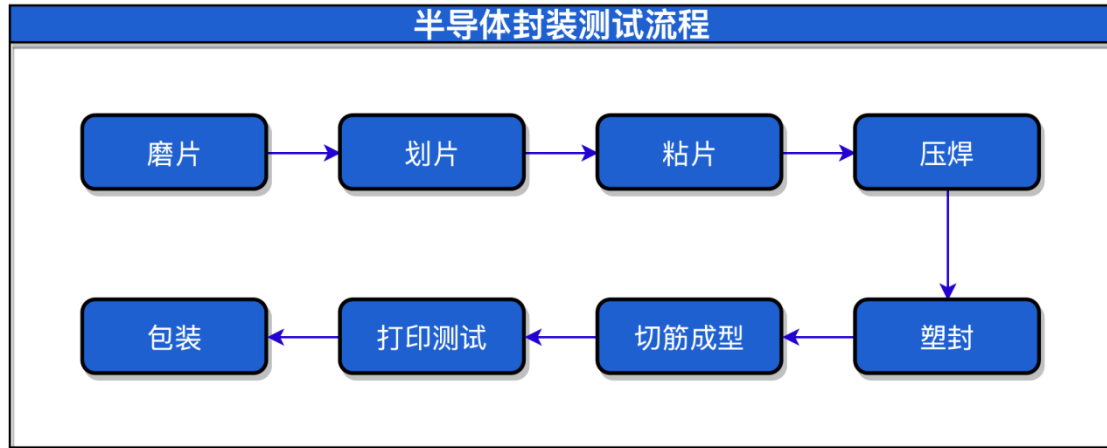 半导体封装测试流程
磨片
划片
粘片
压焊
包装
打印测试
切筋成型
塑封